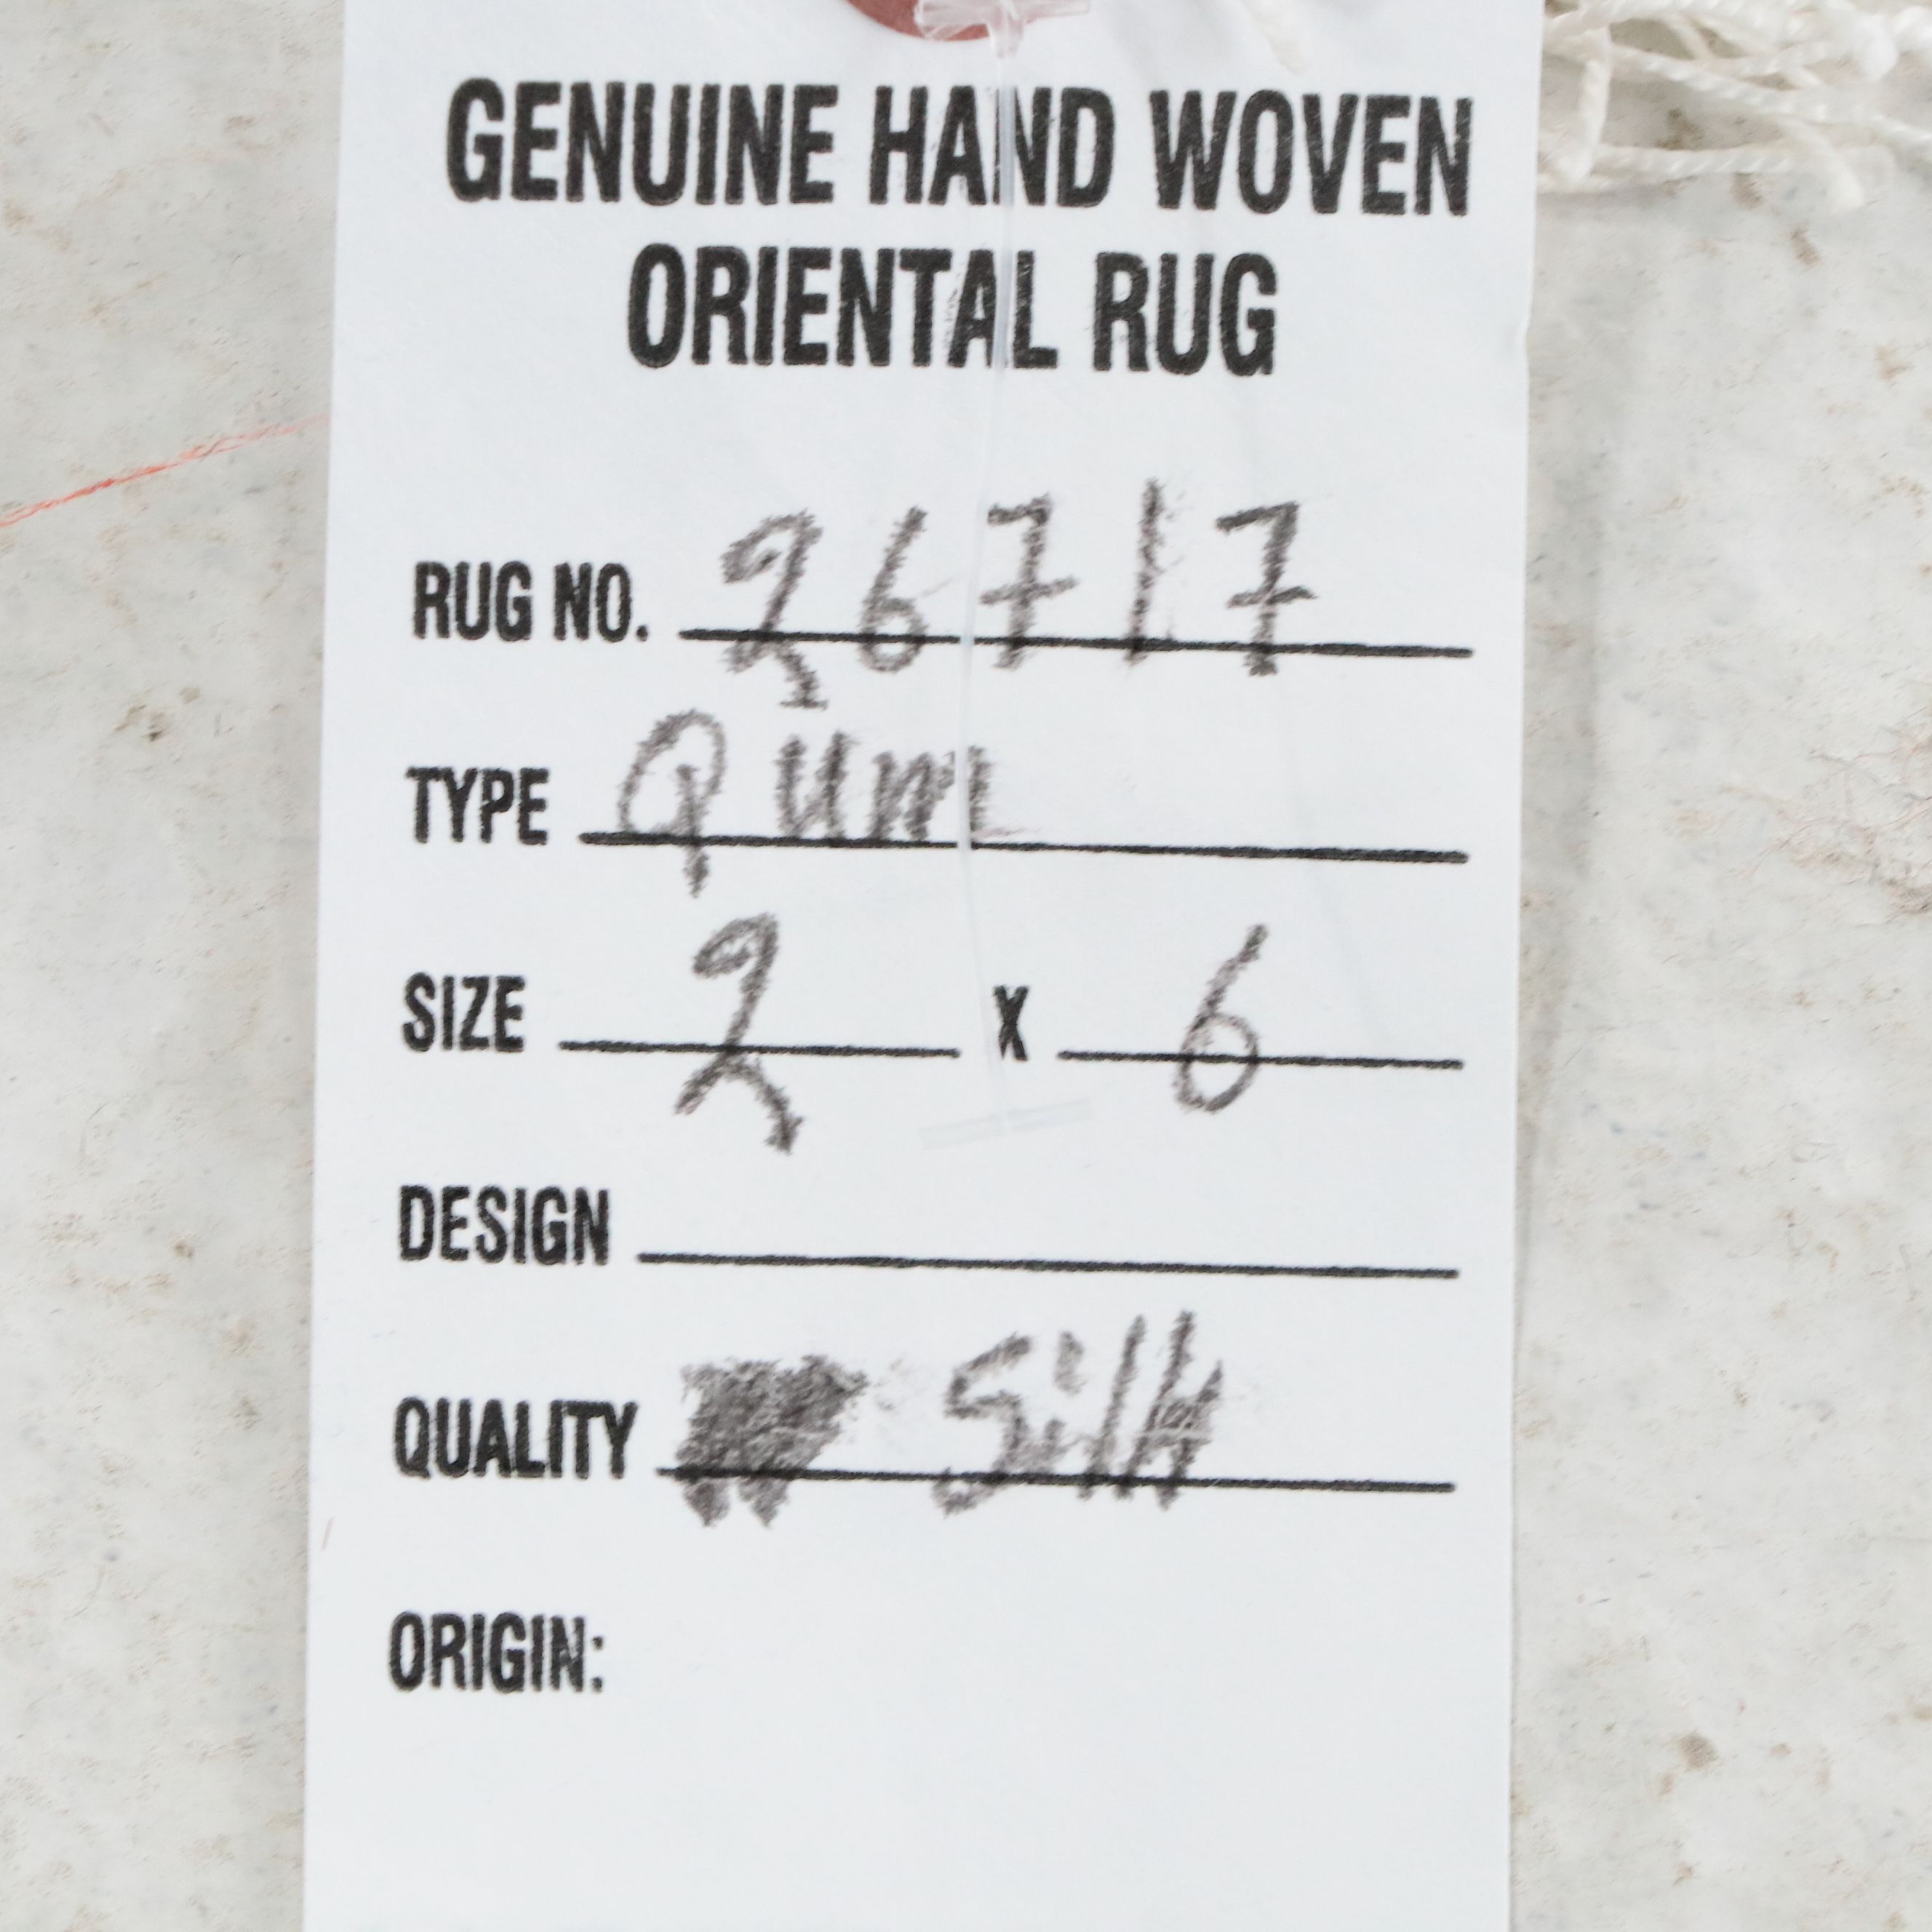 GENUINE HAND WOVEN
ORIENTAL RUG
RUG NO. 26717
TYPE Qum
SIZE 2 X 6
DESIGN
QUALITY Silk
ORIGIN: